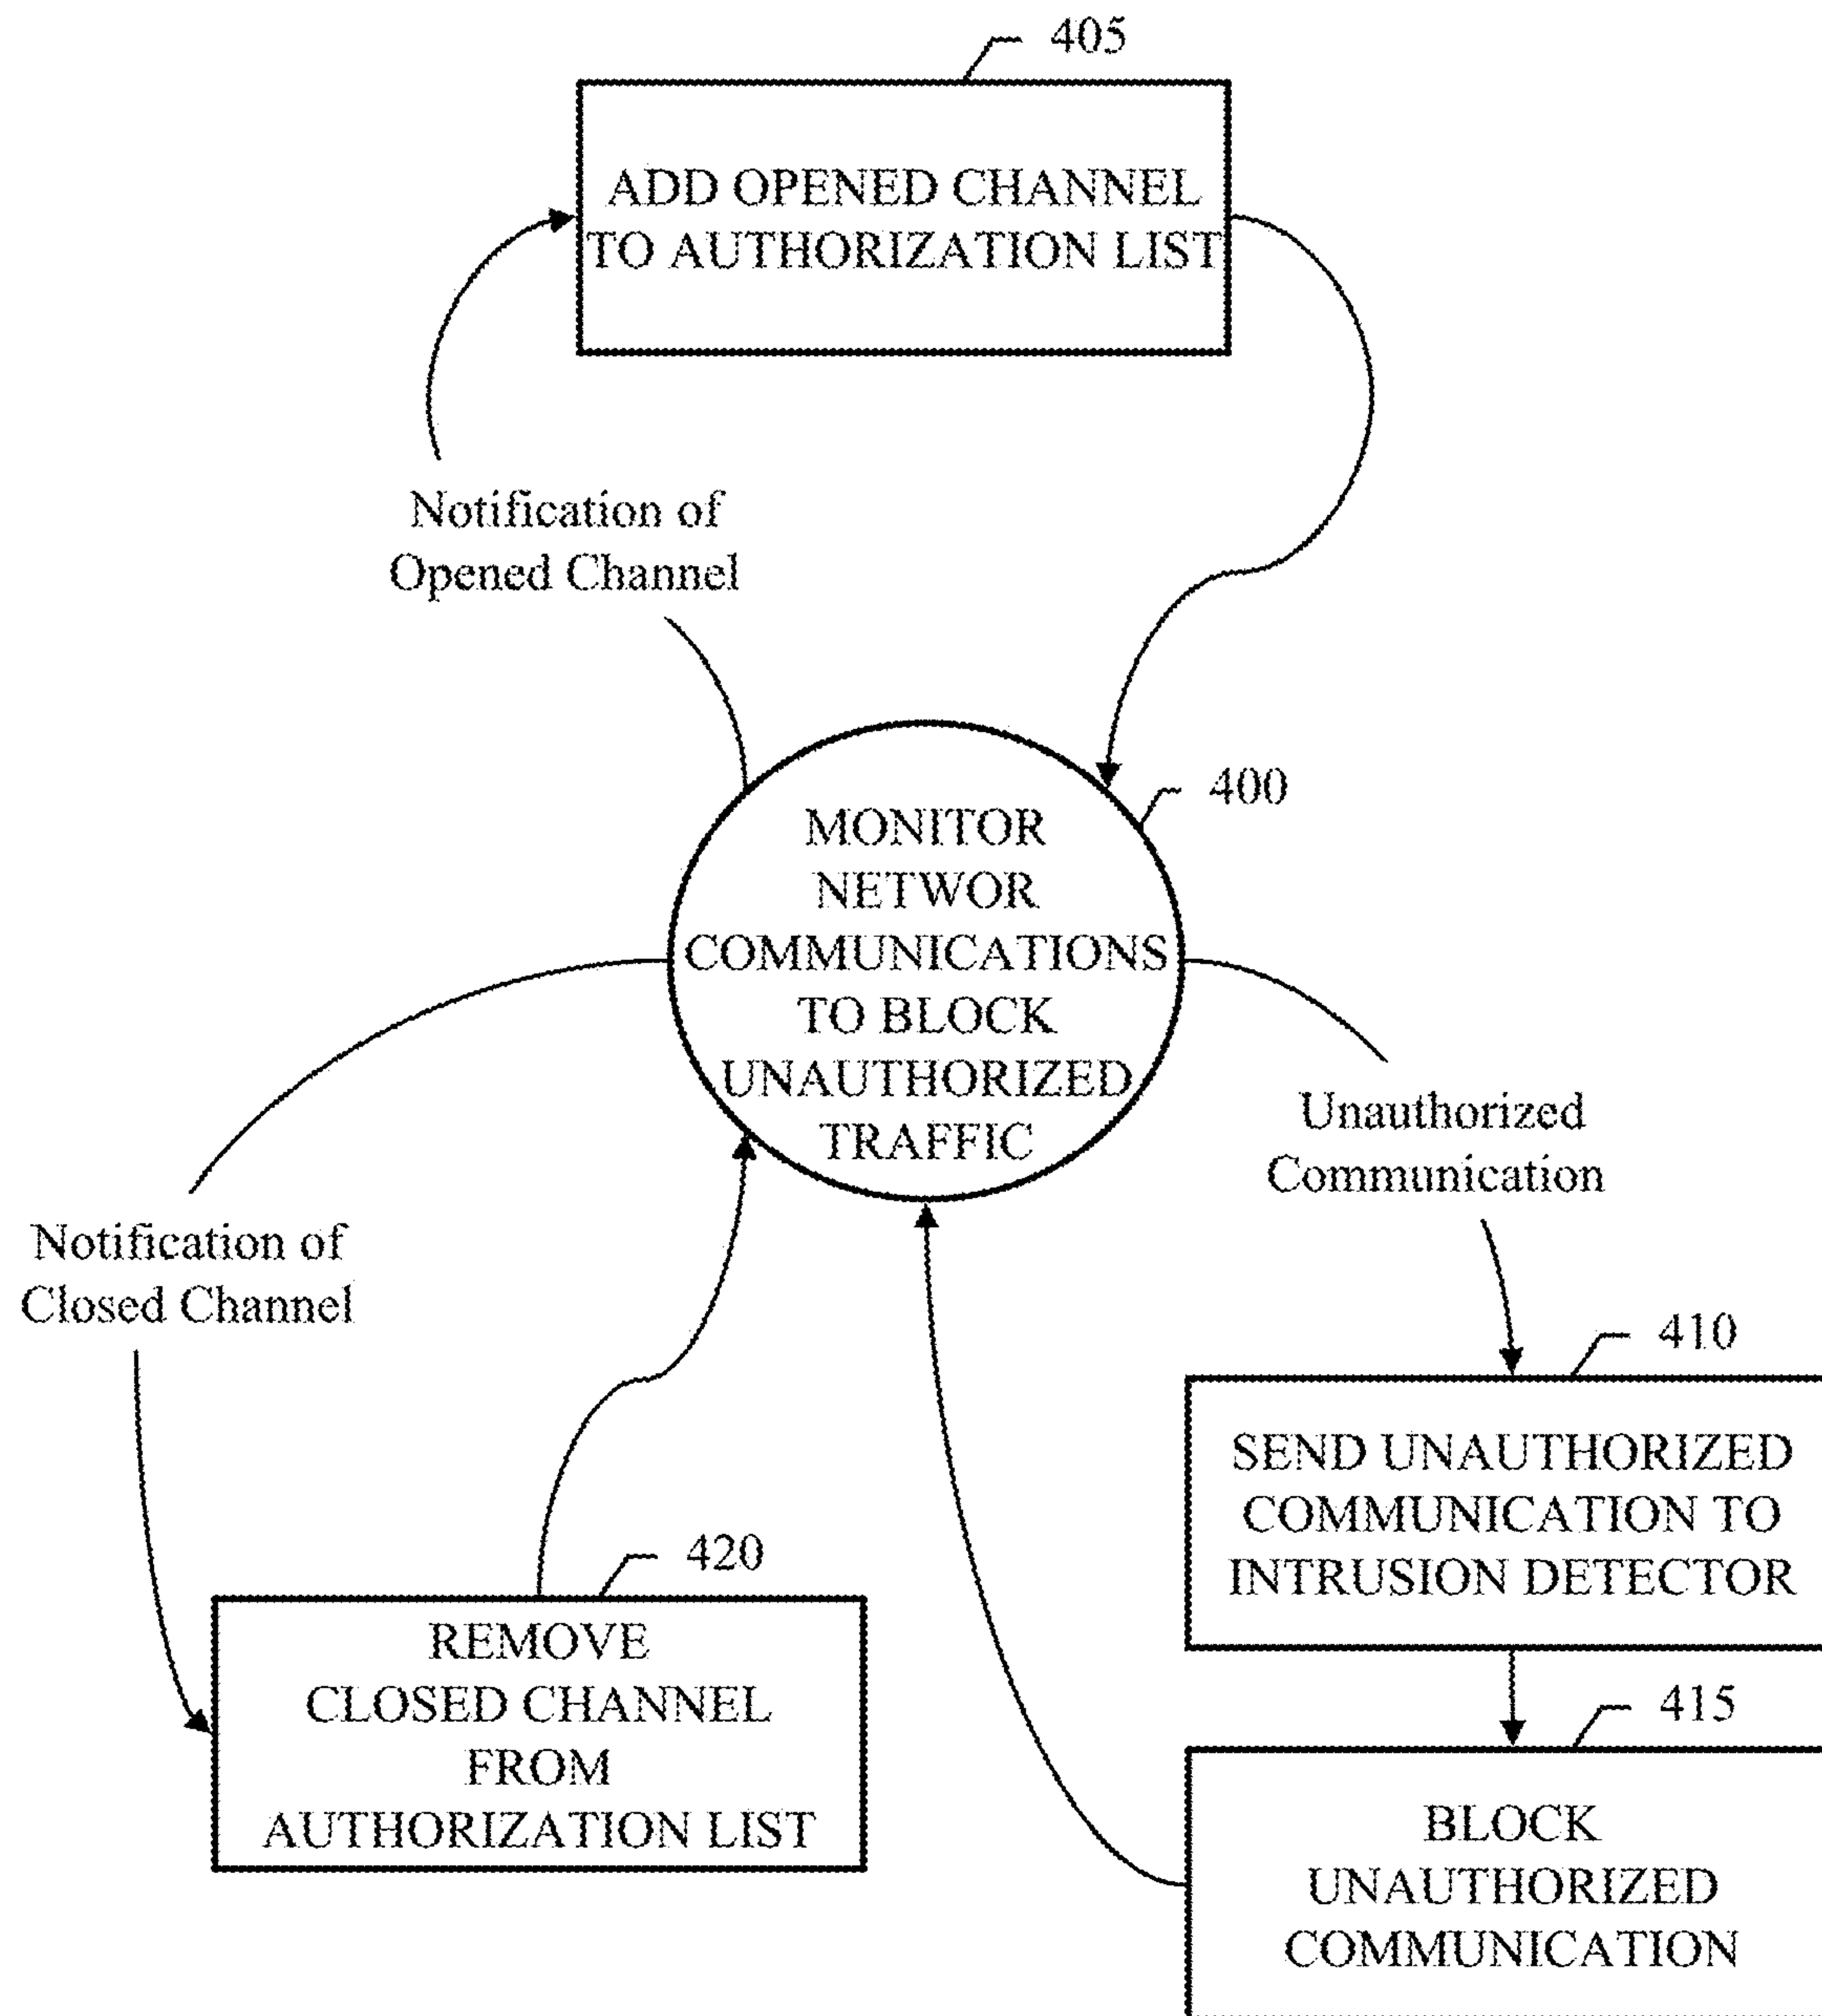 405
ADD OPENED CHANNEL
TO AUTHORIZATION LIST
Notification of
Opened Channel
400
MONITOR
NETWOR
COMMUNICATIONS
TO BLOCK
UNAUTHORIZED
TRAFFIC
Unauthorized
Communication
Notification of
Closed Channel
410
SEND UNAUTHORIZED
COMMUNICATION TO
INTRUSION DETECTOR
420
REMOVE
CLOSED CHANNEL
FROM
AUTHORIZATION LIST
415
BLOCK
UNAUTHORIZED
COMMUNICATION